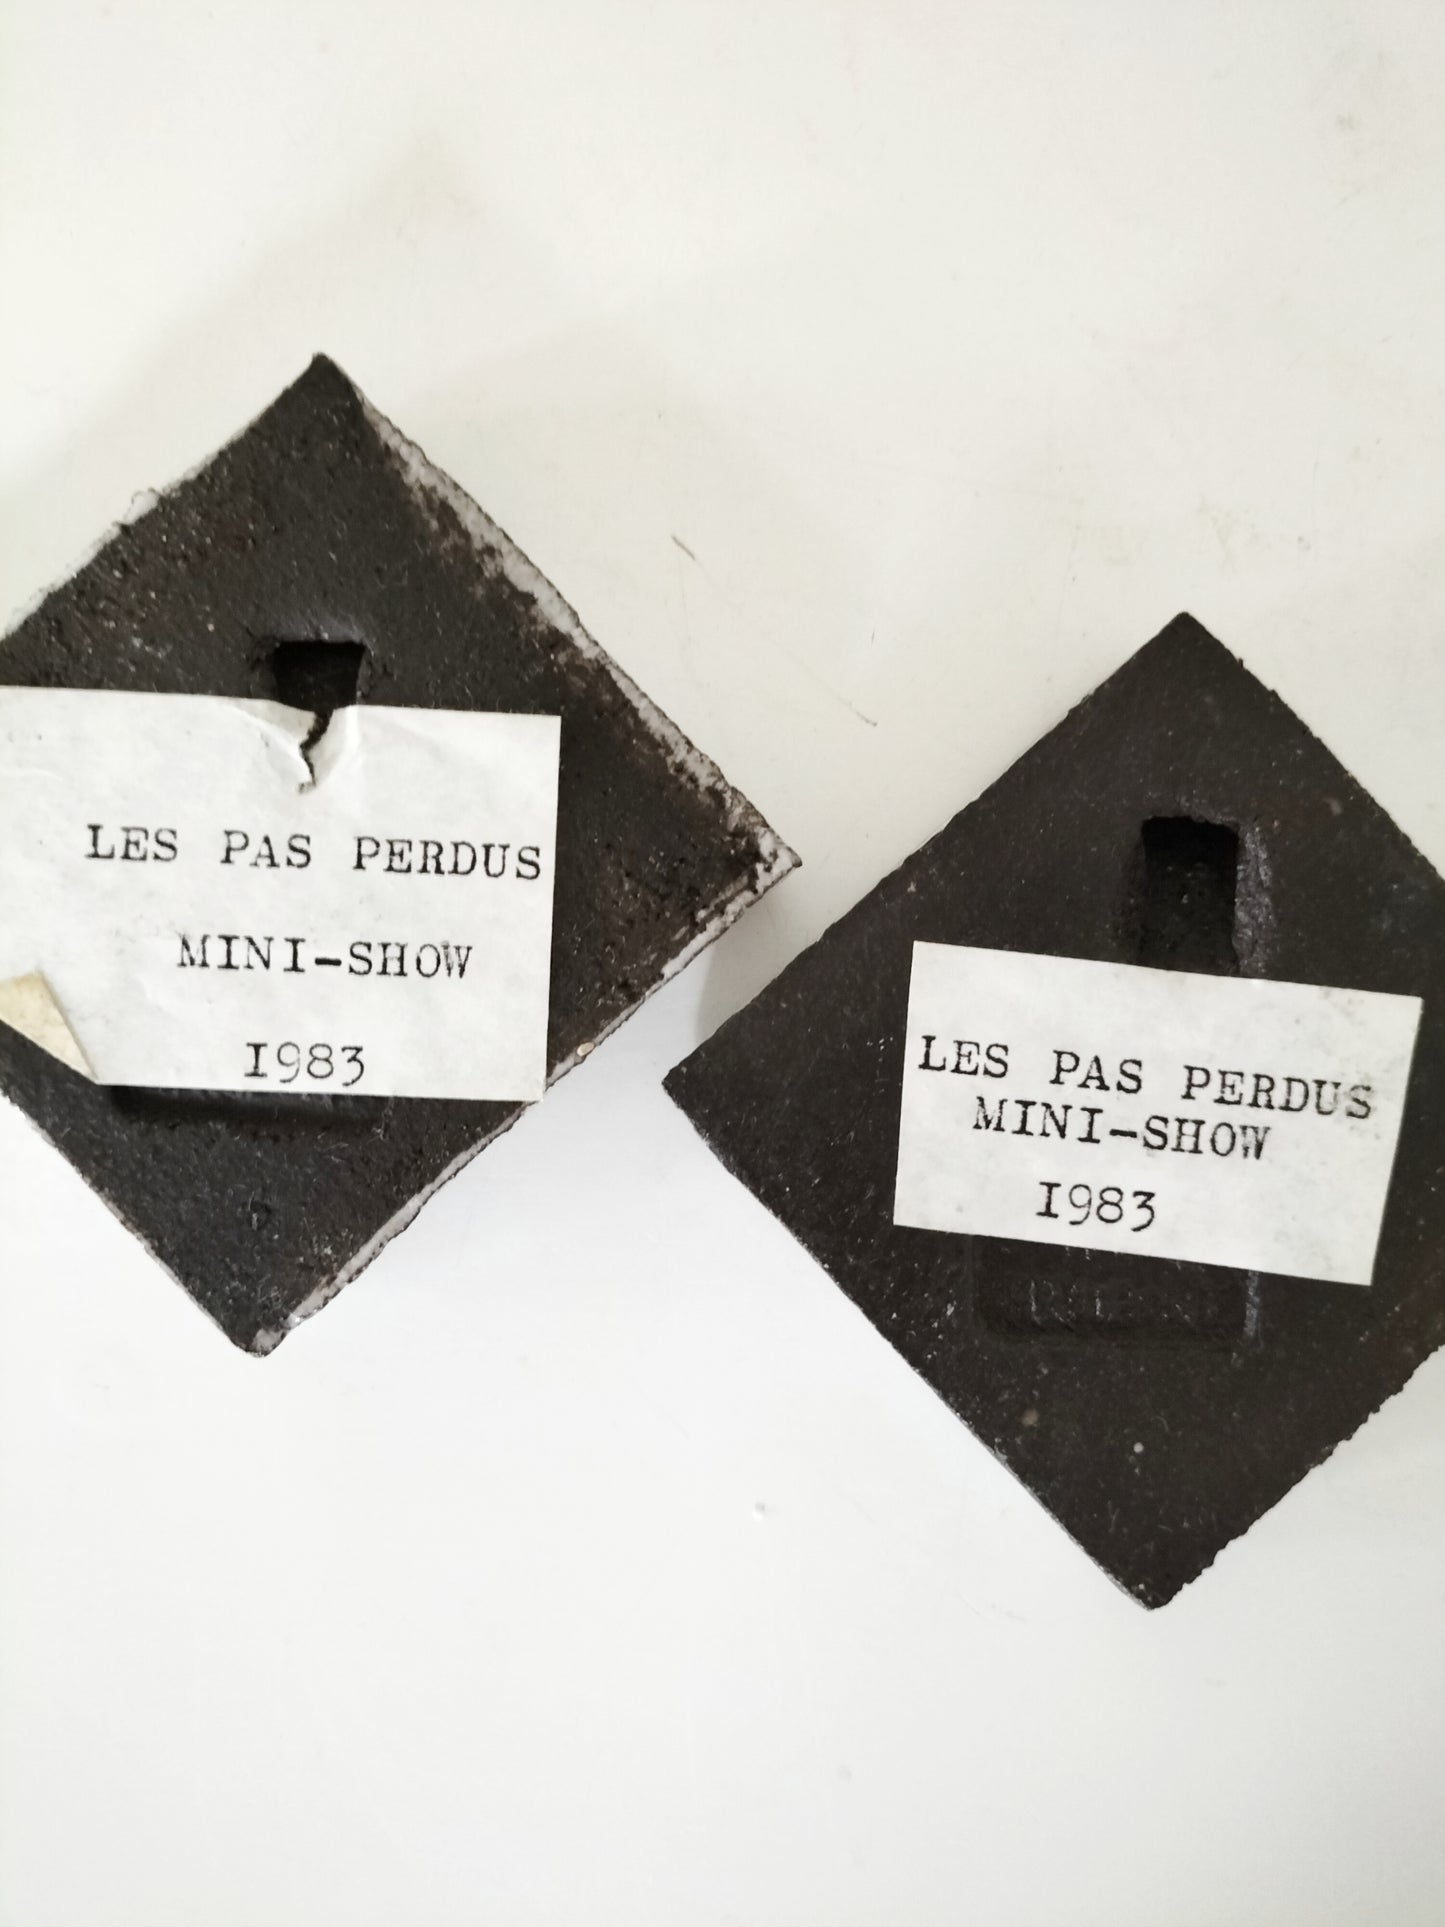 LES PAS PERDUS
MINI-SHOW
1983
LES PAS PERDUS
MINI-SHOW
1983